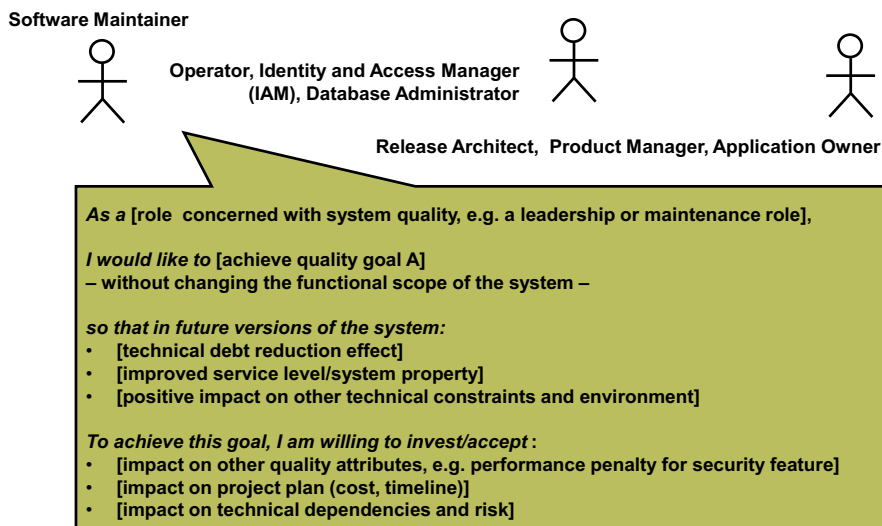 Software Maintainer
Operator, Identity and Access Manager
(IAM), Database Administrator
Release Architect, Product Manager, Application Owner
As a [role concerned with system quality, e.g. a leadership or maintenance role],
I would like to [achieve quality goal A]
– without changing the functional scope of the system –
so that in future versions of the system:
• [technical debt reduction effect]
• [improved service level/system property]
• [positive impact on other technical constraints and environment]
To achieve this goal, I am willing to invest/accept :
• [impact on other quality attributes, e.g. performance penalty for security feature]
• [impact on project plan (cost, timeline)]
• [impact on technical dependencies and risk]